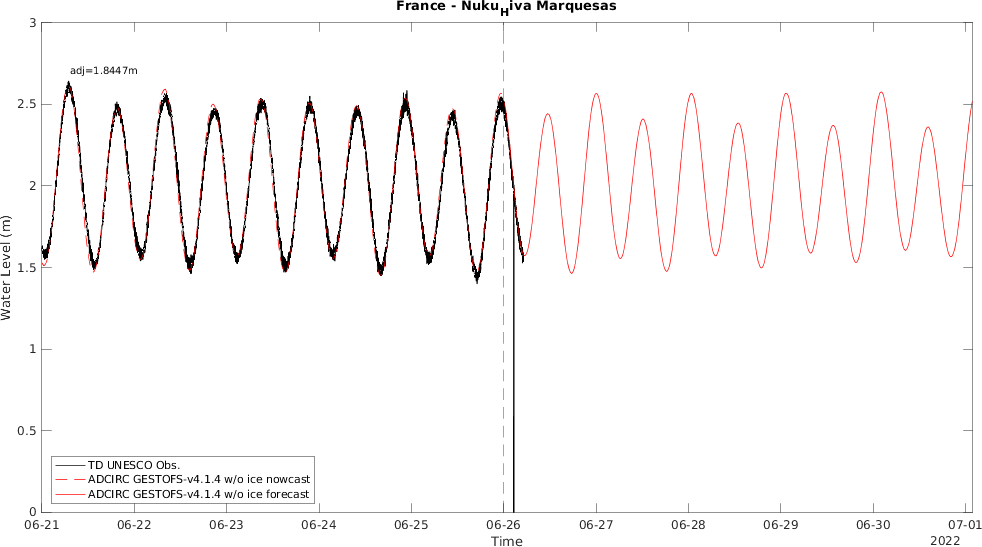 France - Nuku_Hiva Marquesas
adj=1.8447m
3
2.5
2
1.5
1
0.5
0
Water Level (m)
TD UNESCO Obs.
ADCIRC GESTOFS-v4.1.4 w/o ice nowcast
ADCIRC GESTOFS-v4.1.4 w/o ice forecast
06-21 06-22 06-23 06-24 06-25 06-26 06-27 06-28 06-29 06-30 07-01
Time
2022